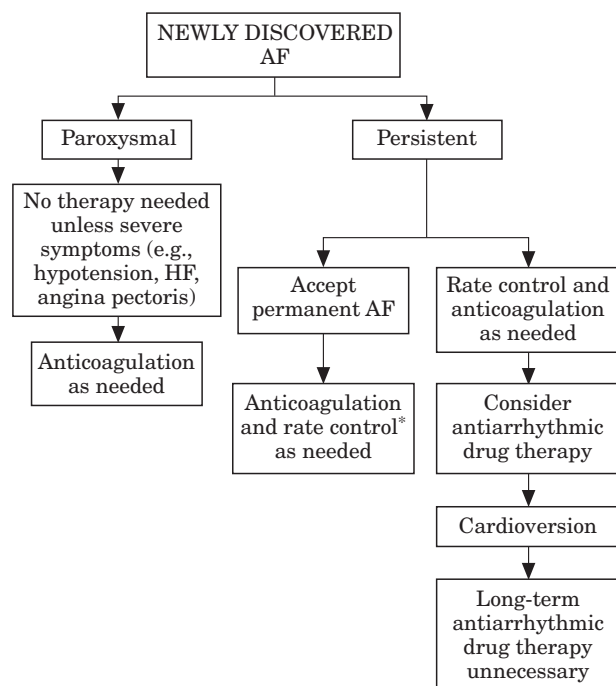 NEWLY DISCOVERED
AF
Paroxysmal
Persistent
No therapy needed
unless severe
symptoms (e.g.,
hypotension, HF,
angina pectoris)
Anticoagulation
as needed
Accept
permanent AF
Anticoagulation
and rate control*
as needed
Rate control and
anticoagulation
as needed
Consider
antiarrhythmic
drug therapy
Cardioversion
Long-term
antiarrhythmic
drug therapy
unnecessary